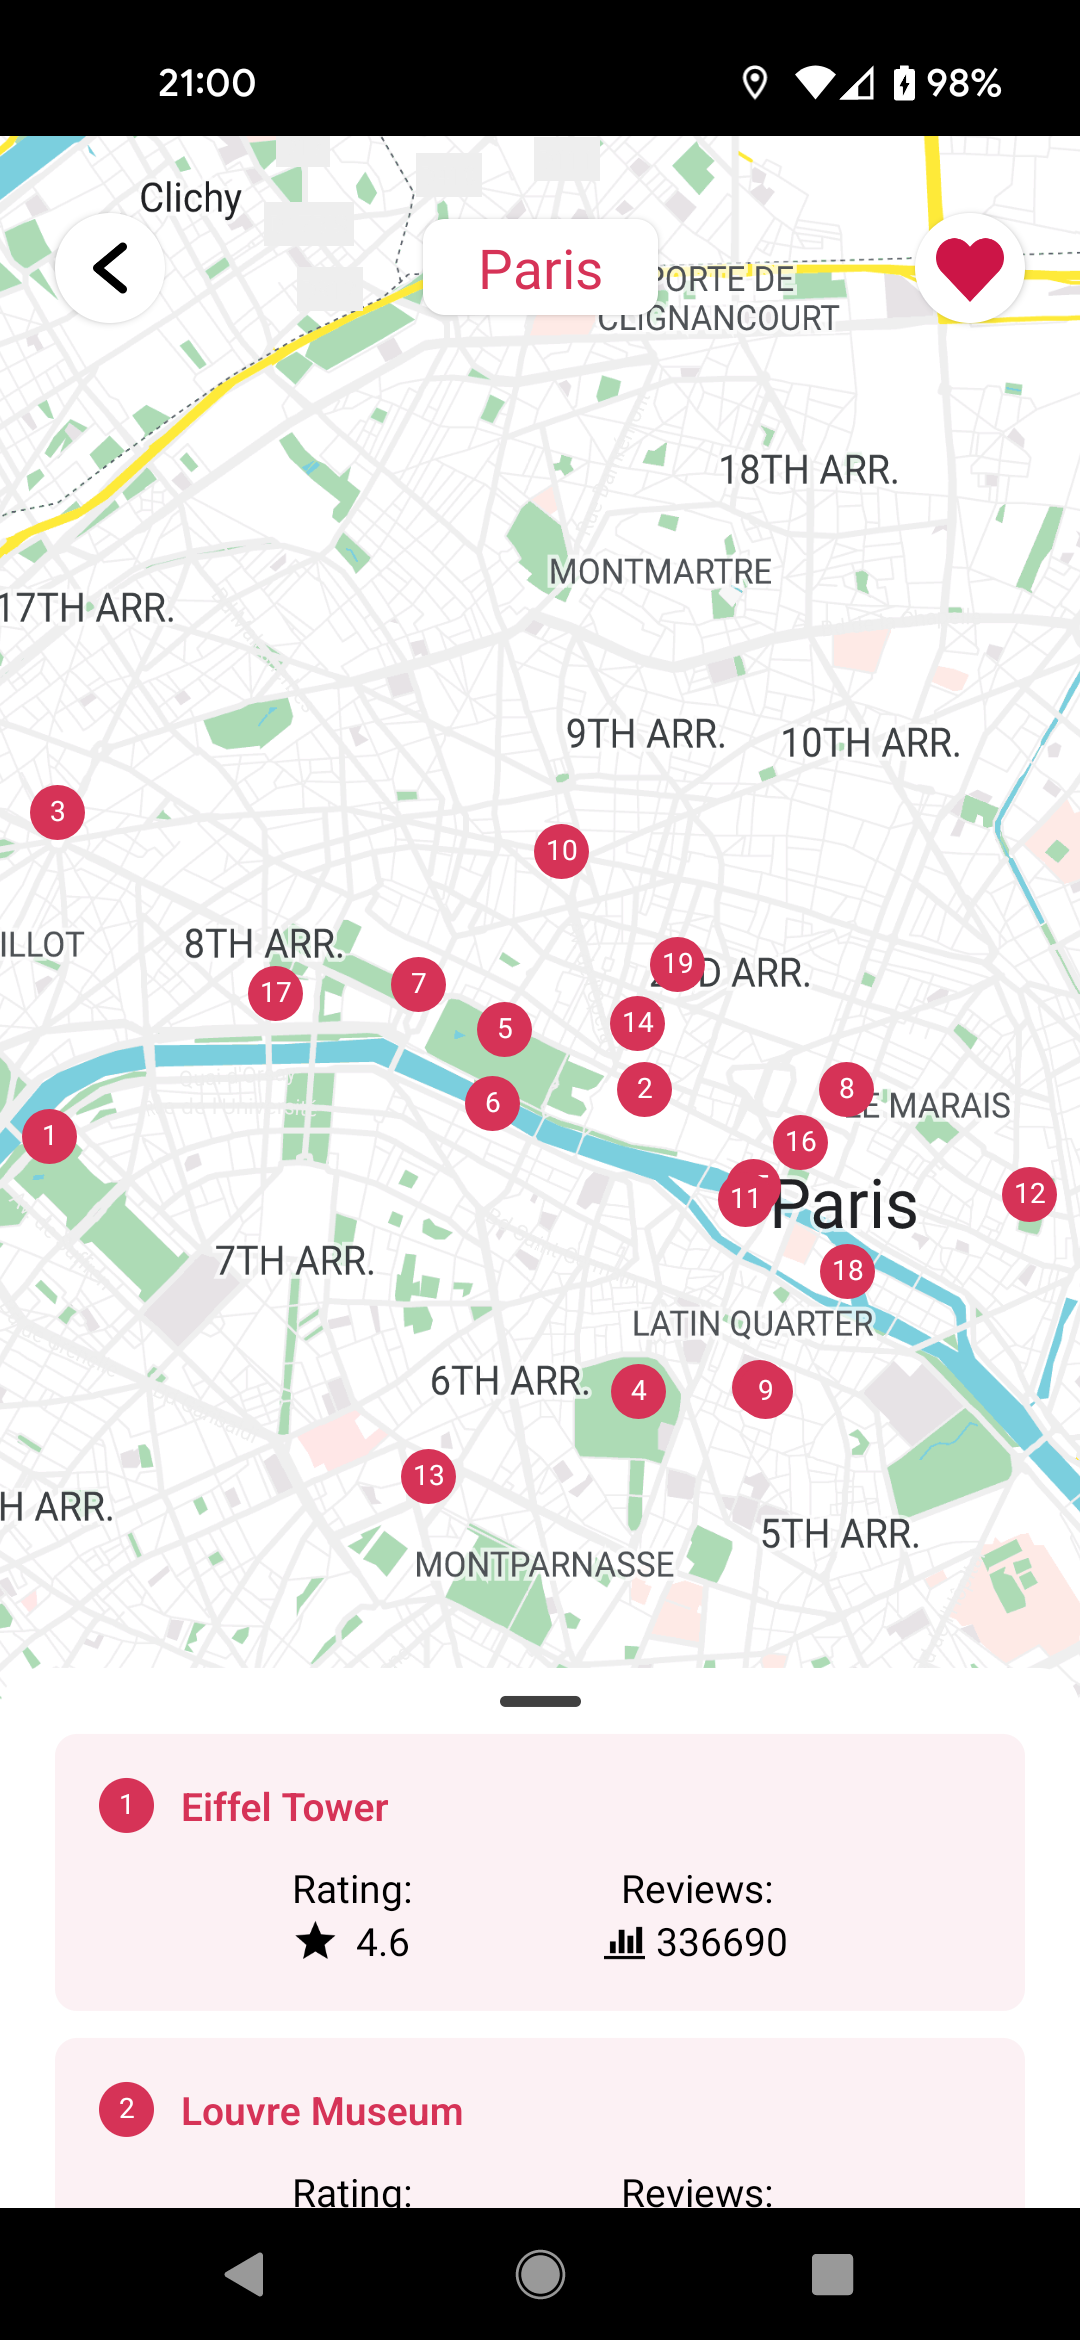 21:00
98%
Clichy
Paris
PORTE DE
CLIGNANCOURT
18TH ARR.
MONTMARTRE
17TH ARR.
9TH ARR.
10TH ARR.
3
10
ILLOT
8TH ARR.
19
D ARR.
17
7
5
14
6
2
8
LE MARAIS
1
16
11
Paris
12
7TH ARR.
18
LATIN QUARTER
6TH ARR.
4
9
13
H ARR.
5TH ARR.
MONTPARNASSE
1 Eiffel Tower
Rating: Reviews:
4.6 336690
2 Louvre Museum
Rating: Reviews: